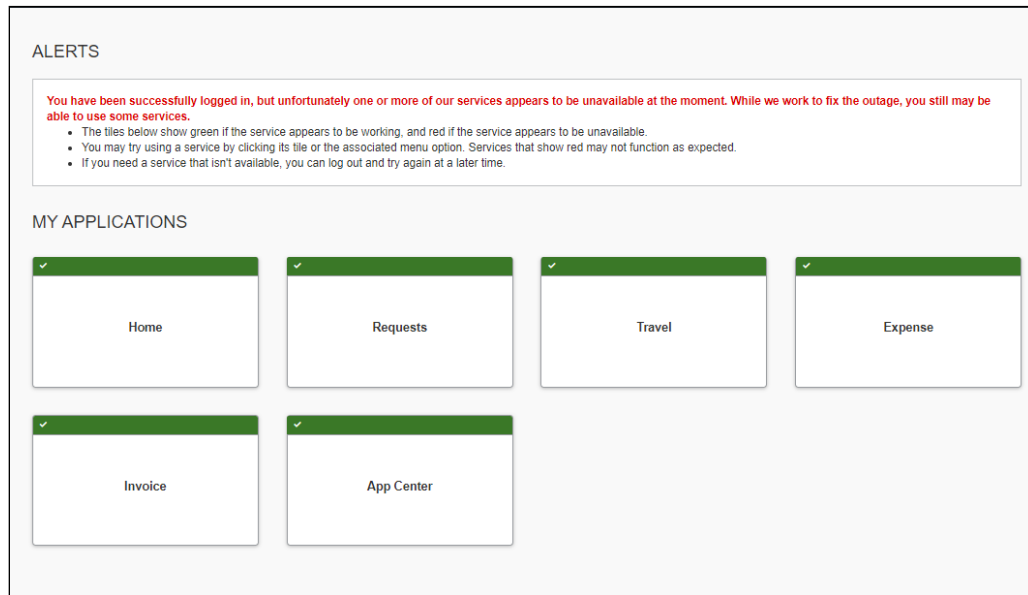 ALERTS
You have been successfully logged in, but unfortunately one or more of our services appears to be unavailable at the moment. While we work to fix the outage, you still may be
able to use some services.
• The tiles below show green if the service appears to be working, and red if the service appears to be unavailable.
• You may try using a service by clicking its tile or the associated menu option. Services that show red may not function as expected.
• If you need a service that isn't available, you can log out and try again at a later time.
MY APPLICATIONS
Home
Requests
Travel
Expense
Invoice
App Center